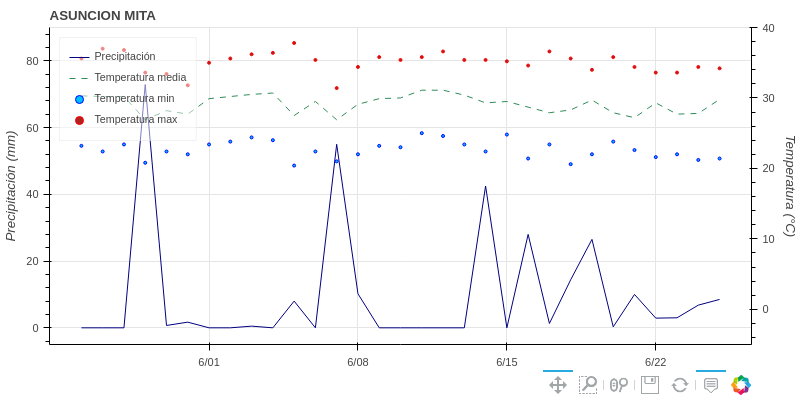 ASUNCION MITA
Precipitación
Temperatura media
Temperatura min
Temperatura max
Precipitación (mm)
80
60
40
20
0
Temperatura (°C)
40
30
20
10
0
6/01
6/08
6/15
6/22